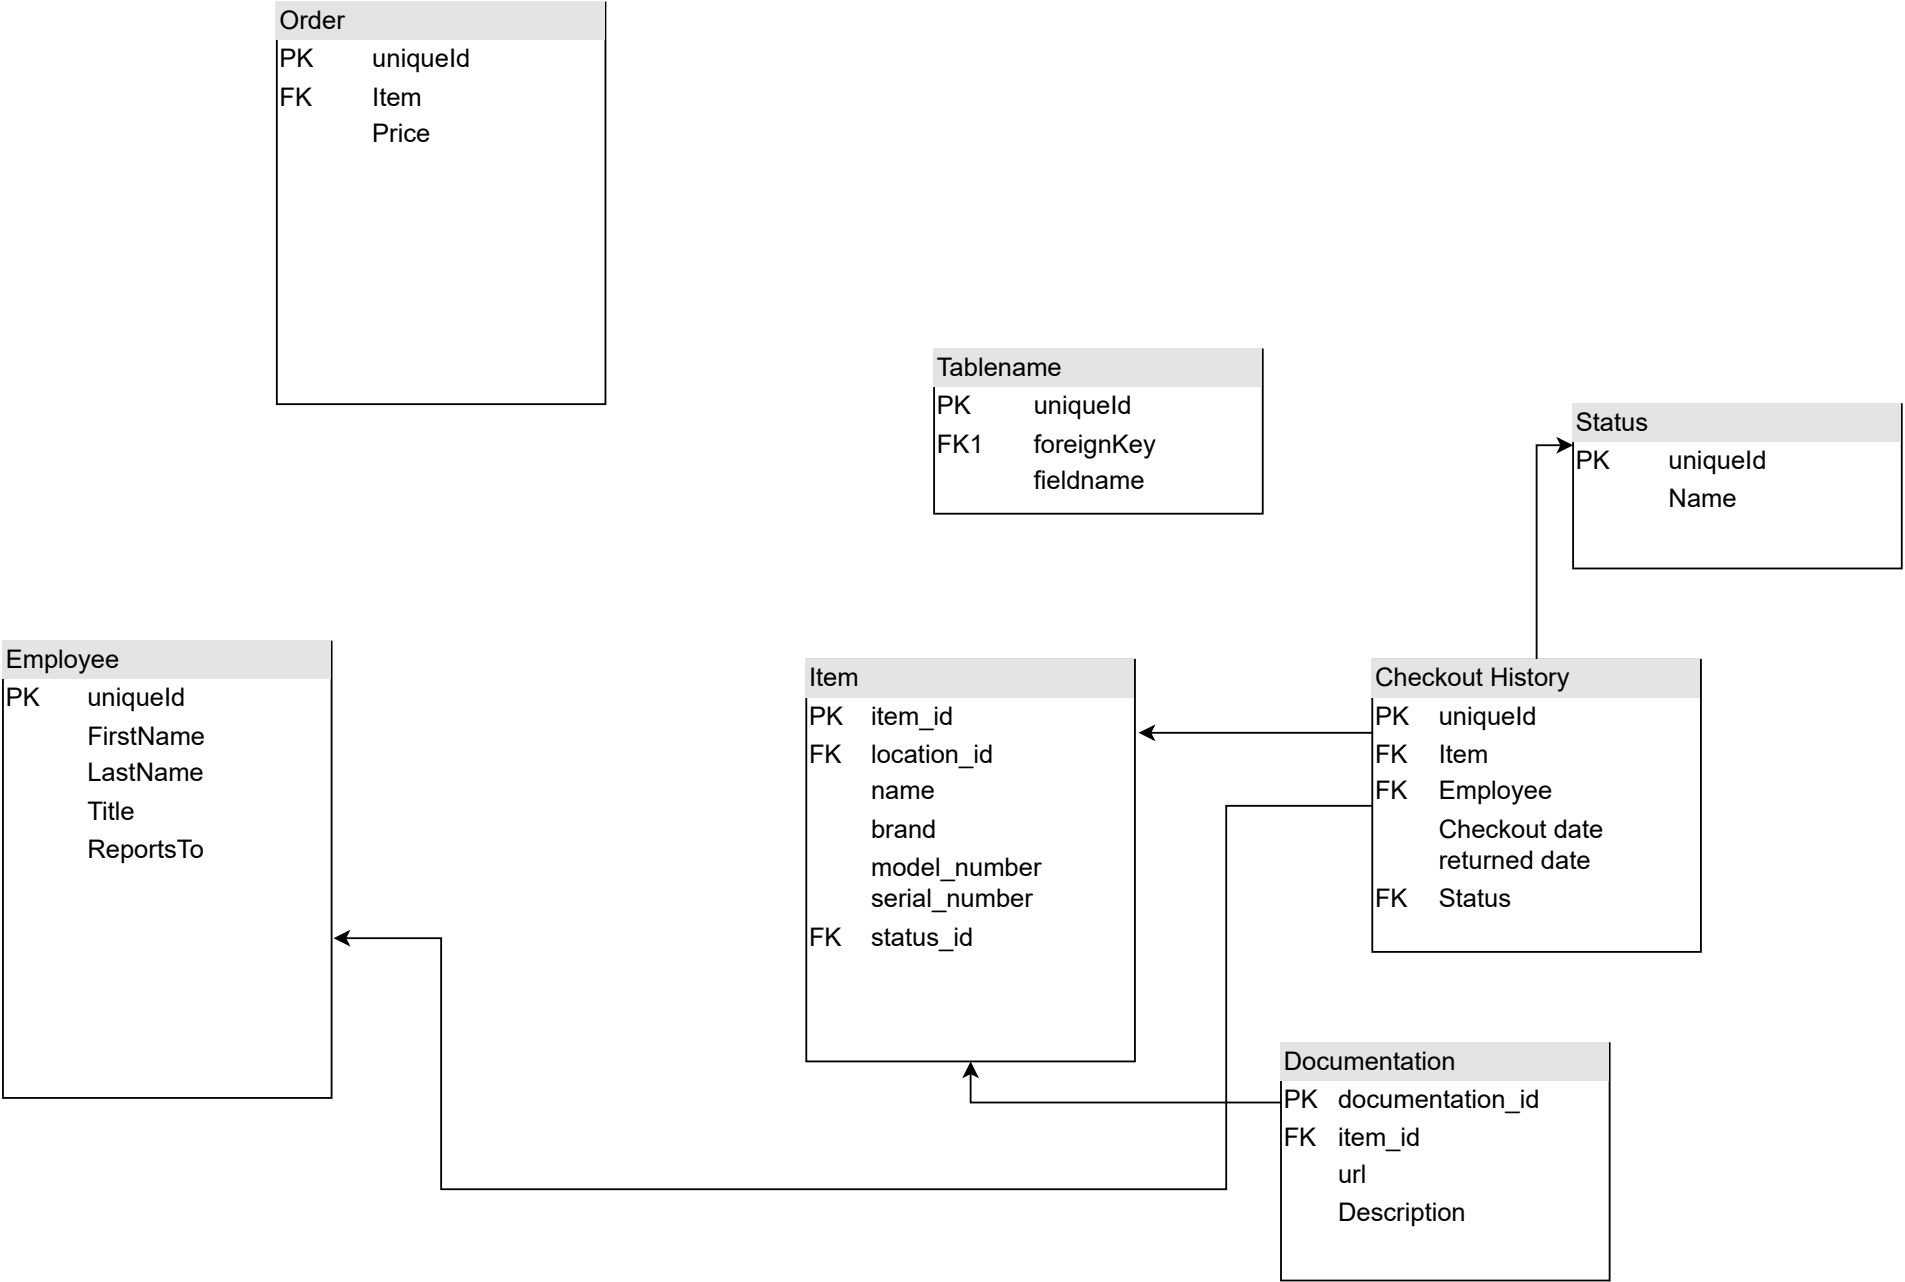 Order
PK uniqueId
FK Item
Price
Tablename
PK uniqueId
FK1 foreignKey
fieldname
Status
PK uniqueId
Name
Employee
PK uniqueId
FirstName
LastName
Title
ReportsTo
Item
PK item_id
FK location_id
name
brand
model_number
serial_number
FK status_id
Checkout History
PK uniqueId
FK Item
FK Employee
Checkout date
returned date
FK Status
Documentation
PK documentation_id
FK item_id
url
Description